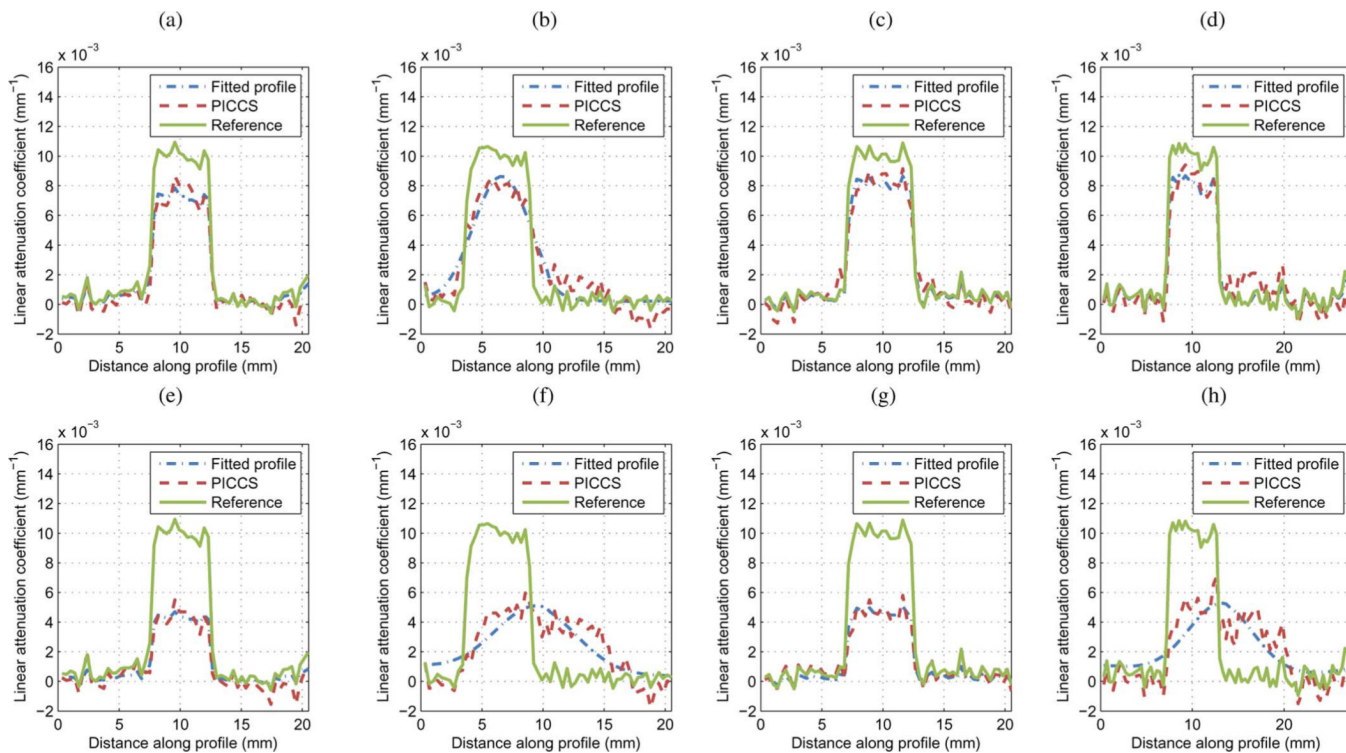 (a)
(b)
(c)
(d)
x 10⁻³
16
14
12
10
8
6
4
2
0
−2
Linear attenuation coefficient (mm⁻¹)
Fitted profile
PICCS
Reference
0 5 10 15 20
Distance along profile (mm)
x 10⁻³
16
14
12
10
8
6
4
2
0
−2
Linear attenuation coefficient (mm⁻¹)
Fitted profile
PICCS
Reference
0 5 10 15 20
Distance along profile (mm)
x 10⁻³
16
14
12
10
8
6
4
2
0
−2
Linear attenuation coefficient (mm⁻¹)
Fitted profile
PICCS
Reference
0 5 10 15 20
Distance along profile (mm)
x 10⁻³
16
14
12
10
8
6
4
2
0
−2
Linear attenuation coefficient (mm⁻¹)
Fitted profile
PICCS
Reference
0 10 20
Distance along profile (mm)
(e)
(f)
(g)
(h)
x 10⁻³
16
14
12
10
8
6
4
2
0
−2
Linear attenuation coefficient (mm⁻¹)
Fitted profile
PICCS
Reference
0 5 10 15 20
Distance along profile (mm)
x 10⁻³
16
14
12
10
8
6
4
2
0
−2
Linear attenuation coefficient (mm⁻¹)
Fitted profile
PICCS
Reference
0 5 10 15 20
Distance along profile (mm)
x 10⁻³
16
14
12
10
8
6
4
2
0
−2
Linear attenuation coefficient (mm⁻¹)
Fitted profile
PICCS
Reference
0 5 10 15 20
Distance along profile (mm)
x 10⁻³
16
14
12
10
8
6
4
2
0
−2
Linear attenuation coefficient (mm⁻¹)
Fitted profile
PICCS
Reference
0 10 20
Distance along profile (mm)